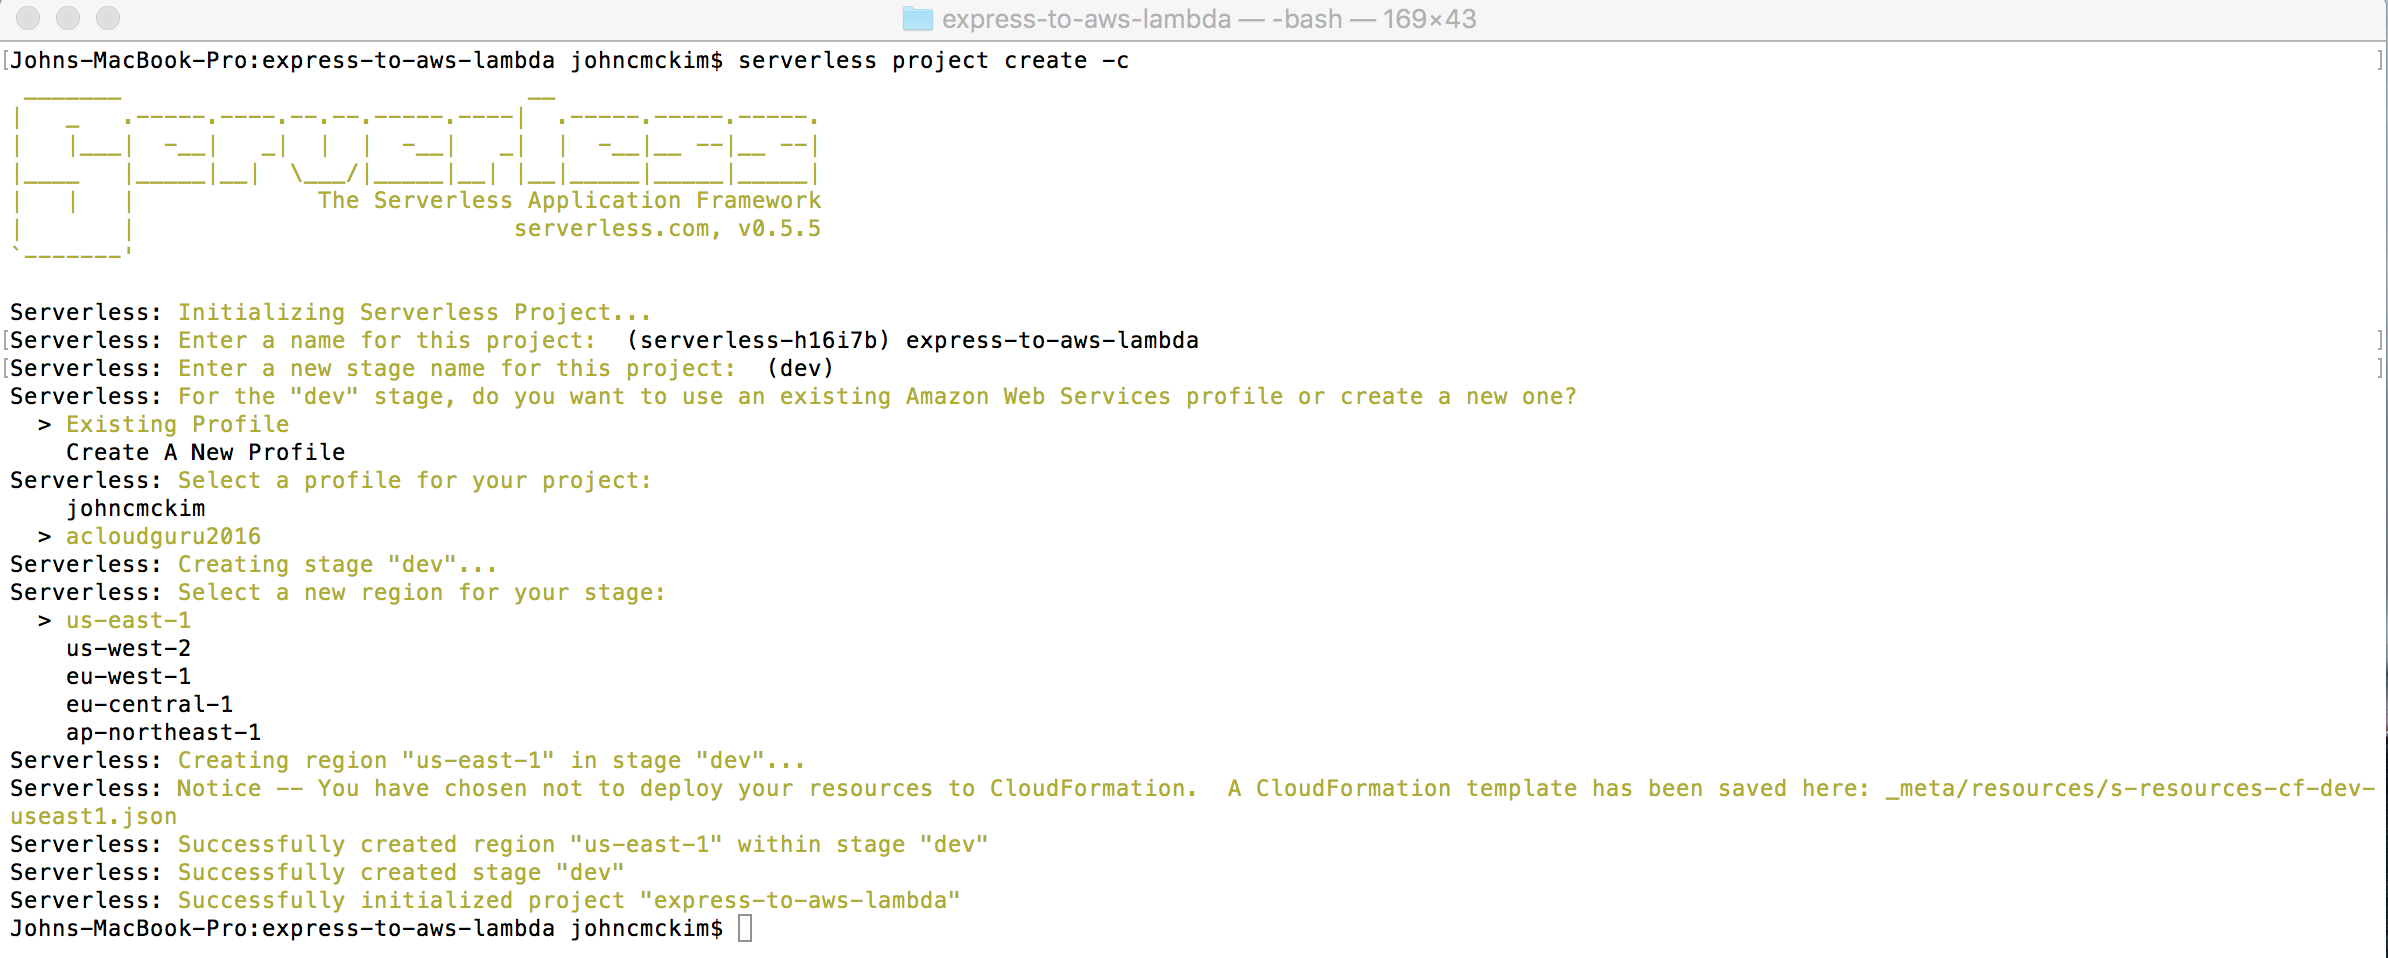 express-to-aws-lambda — -bash — 169×43
Johns-MacBook-Pro:express-to-aws-lambda johncmckim$ serverless project create -c
 _______                             __
|   _   .-----.----.--.--.-----.----|  .-----.-----.-----.
|   |___|  -__|   _|  |  |  -__|   _|  |  -__|__ --|__ --|
|____   |_____|__|  \___/|_____|__| |__|_____|_____|_____|
|   |   |             The Serverless Application Framework
|       |                           serverless.com, v0.5.5
`-------'
Serverless: Initializing Serverless Project...
Serverless: Enter a name for this project:  (serverless-h16i7b) express-to-aws-lambda
Serverless: Enter a new stage name for this project:  (dev)
Serverless: For the "dev" stage, do you want to use an existing Amazon Web Services profile or create a new one?
  > Existing Profile
    Create A New Profile
Serverless: Select a profile for your project:
    johncmckim
  > acloudguru2016
Serverless: Creating stage "dev"...
Serverless: Select a new region for your stage:
  > us-east-1
    us-west-2
    eu-west-1
    eu-central-1
    ap-northeast-1
Serverless: Creating region "us-east-1" in stage "dev"...
Serverless: Notice -- You have chosen not to deploy your resources to CloudFormation.  A CloudFormation template has been saved here: _meta/resources/s-resources-cf-dev-
useast1.json
Serverless: Successfully created region "us-east-1" within stage "dev"
Serverless: Successfully created stage "dev"
Serverless: Successfully initialized project "express-to-aws-lambda"
Johns-MacBook-Pro:express-to-aws-lambda johncmckim$